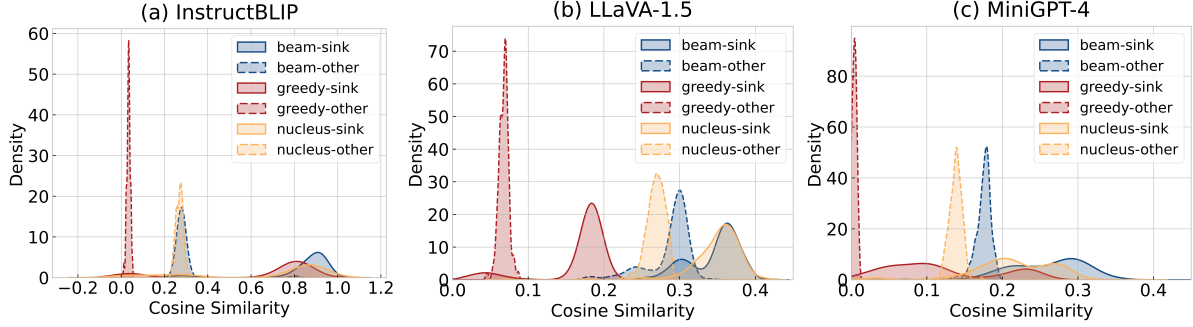 (a) InstructBLIP
60
50
40
30
20
10
0
−0.2 0.0 0.2 0.4 0.6 0.8 1.0 1.2
Density
Cosine Similarity
beam-sink
beam-other
greedy-sink
greedy-other
nucleus-sink
nucleus-other
(b) LLaVA-1.5
70
60
50
40
30
20
10
0
0.0 0.1 0.2 0.3 0.4
Density
Cosine Similarity
beam-sink
beam-other
greedy-sink
greedy-other
nucleus-sink
nucleus-other
(c) MiniGPT-4
80
60
40
20
0
0.0 0.1 0.2 0.3 0.4
Density
Cosine Similarity
beam-sink
beam-other
greedy-sink
greedy-other
nucleus-sink
nucleus-other